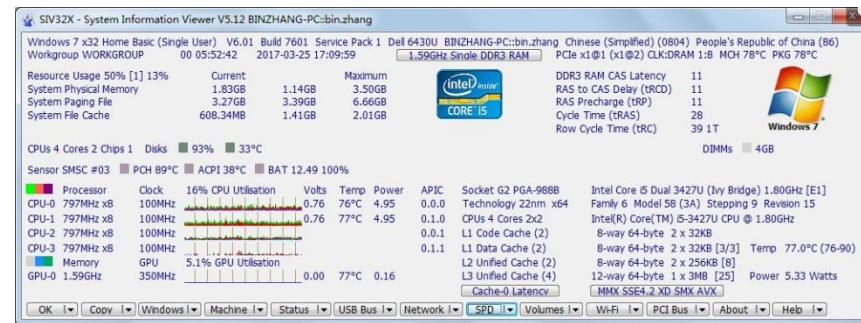 SIV32X - System Information Viewer V5.12 BINZHANG-PC::bin.zhang
Windows 7 x32 Home Basic (Single User) V6.01 Build 7601 Service Pack 1 Dell 6430U BINZHANG-PC::bin.zhang Chinese (Simplified) (0804) People's Republic of China (86)
Workgroup WORKGROUP 00 05:52:42 2017-03-25 17:09:59 1.59GHz Single DDR3 RAM PCIe x1@1 (x1@2) CLK:DRAM 1:8 MCH 78°C PKG 78°C
Resource Usage 50% [1] 13% Current Maximum DDR3 RAM CAS Latency 11
System Physical Memory 1.83GB 1.14GB 3.50GB RAS to CAS Delay (tRCD) 11
System Paging File 3.27GB 3.39GB 6.66GB RAS Precharge (tRP) 11
System File Cache 608.34MB 1.41GB 2.01GB Cycle Time (tRAS) 28
Row Cycle Time (tRC) 39 1T
(intel) inside
CORE i5
Windows 7
CPUs 4 Cores 2 Chips 1 Disks 93% 33°C DIMMs 4GB
Sensor SMSC #03 PCH 89°C ACPI 38°C BAT 12.49 100%
Processor Clock 16% CPU Utilisation Volts Temp Power APIC Socket G2 PGA-988B Intel Core i5 Dual 3427U (Ivy Bridge) 1.80GHz [E1]
CPU-0 797MHz x8 100MHz 0.76 76°C 4.95 0.0.0 Technology 22nm x64 Family 6 Model 58 (3A) Stepping 9 Revision 15
CPU-1 797MHz x8 100MHz 0.76 77°C 4.95 0.1.0 CPUs 4 Cores 2x2 Intel(R) Core(TM) i5-3427U CPU @ 1.80GHz
CPU-2 797MHz x8 100MHz 0.0.1 L1 Code Cache (2) 8-way 64-byte 2 x 32KB
CPU-3 797MHz x8 100MHz 0.1.1 L1 Data Cache (2) 8-way 64-byte 2 x 32KB [3/3] Temp 77.0°C (76-90)
Memory GPU 5.1% GPU Utilisation L2 Unified Cache (2) 8-way 64-byte 2 x 256KB [8]
GPU-0 1.59GHz 350MHz 0.00 77°C 0.16 L3 Unified Cache (4) 12-way 64-byte 1 x 3MB [25] Power 5.33 Watts
Cache-0 Latency MMX SSE4.2 XD SMX AVX
OK Copy Windows Machine Status USB Bus Network SPD Volumes Wi-Fi PCI Bus About Help